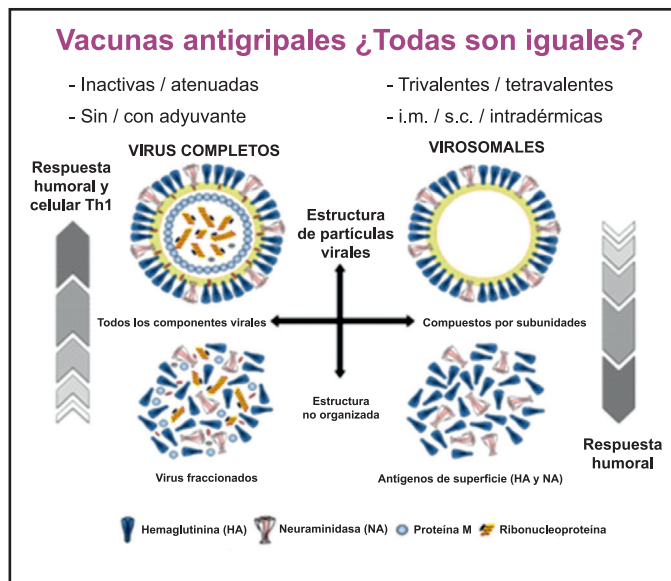 Vacunas antigripales ¿Todas son iguales?
- Inactivas / atenuadas
- Sin / con adyuvante
- Trivalentes / tetravalentes
- i.m. / s.c. / intradérmicas
Respuesta
humoral y
celular Th1
VIRUS COMPLETOS
VIROSOMALES
Estructura
de partículas
virales
Todos los componentes virales
Compuestos por subunidades
Estructura
no organizada
Virus fraccionados
Antígenos de superficie (HA y NA)
Respuesta
humoral
Hemaglutinina (HA)
Neuraminidasa (NA)
Proteína M
Ribonucleoproteína